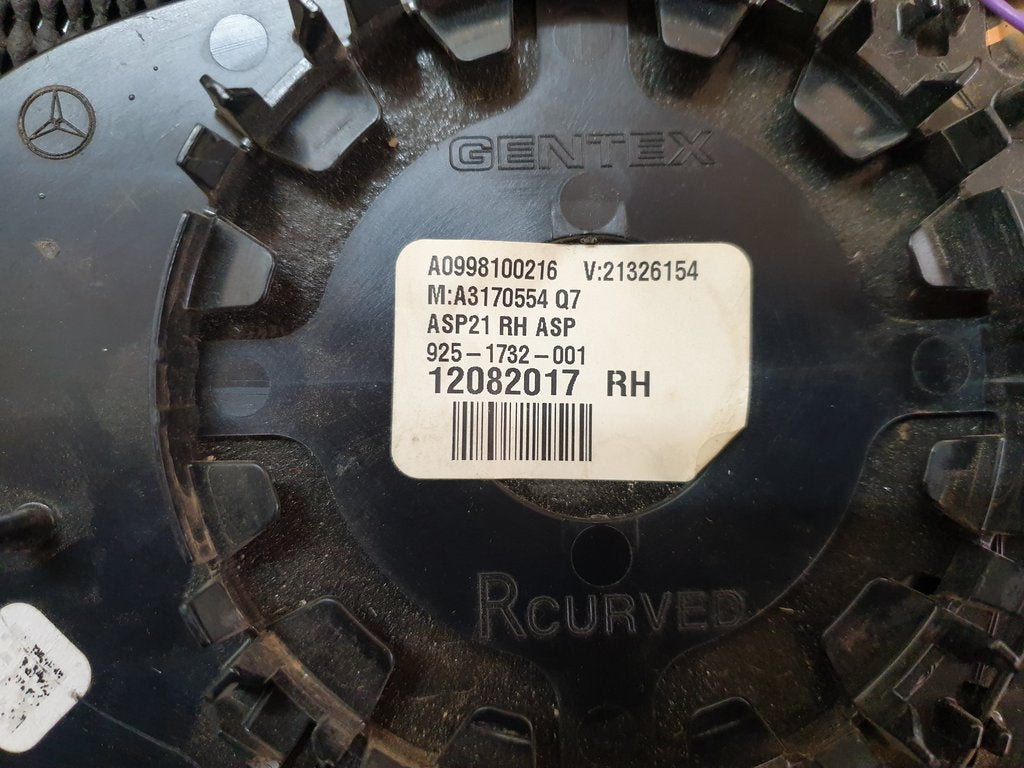 GENTEX
A0998100216 V:21326154
M:A3170554 Q7
ASP21 RH ASP
925-1732-001
12082017 RH
RCURVED